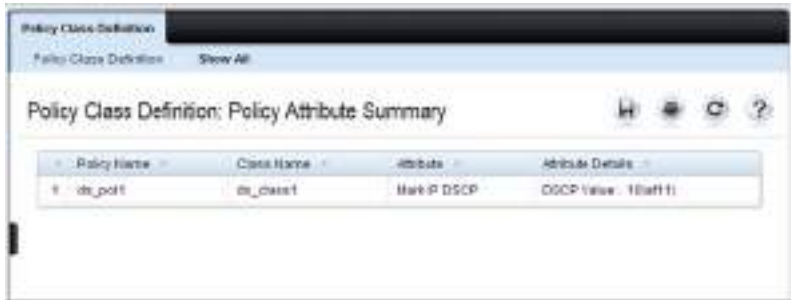 Policy Class Definition
Policy Class Definition Show All
Policy Class Definition: Policy Attribute Summary
Policy Name Class Name Attribute Attribute Details
1 ds_pol1 ds_class1 Mark IP DSCP DSCP Value : 10(af11)